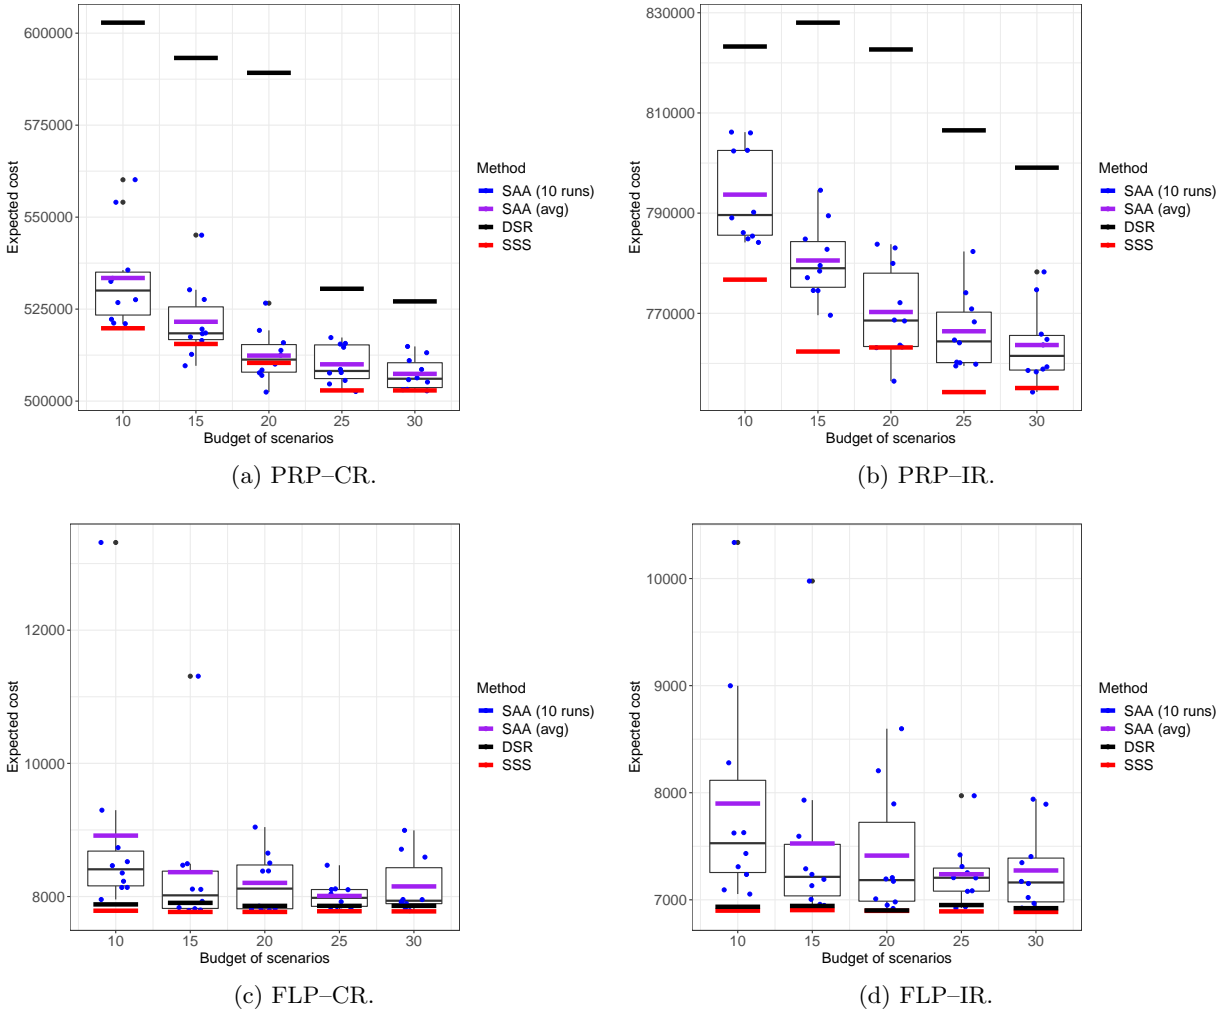 600000
575000
550000
525000
500000
Expected cost
10 15 20 25 30
Budget of scenarios
Method
SAA (10 runs)
SAA (avg)
DSR
SSS
(a) PRP–CR.
830000
810000
790000
770000
Expected cost
10 15 20 25 30
Budget of scenarios
Method
SAA (10 runs)
SAA (avg)
DSR
SSS
(b) PRP–IR.
12000
10000
8000
Expected cost
10 15 20 25 30
Budget of scenarios
Method
SAA (10 runs)
SAA (avg)
DSR
SSS
(c) FLP–CR.
10000
9000
8000
7000
Expected cost
10 15 20 25 30
Budget of scenarios
Method
SAA (10 runs)
SAA (avg)
DSR
SSS
(d) FLP–IR.